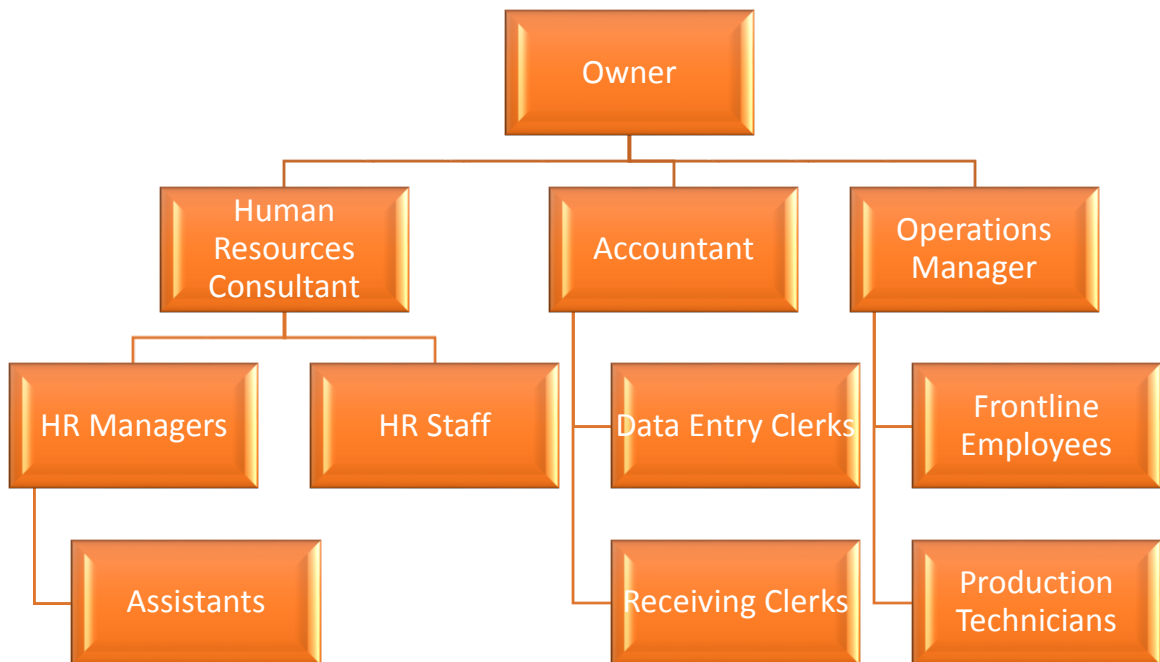 Owner
Human
Resources
Consultant
Accountant
Operations
Manager
HR Managers
HR Staff
Data Entry Clerks
Frontline
Employees
Assistants
Receiving Clerks
Production
Technicians